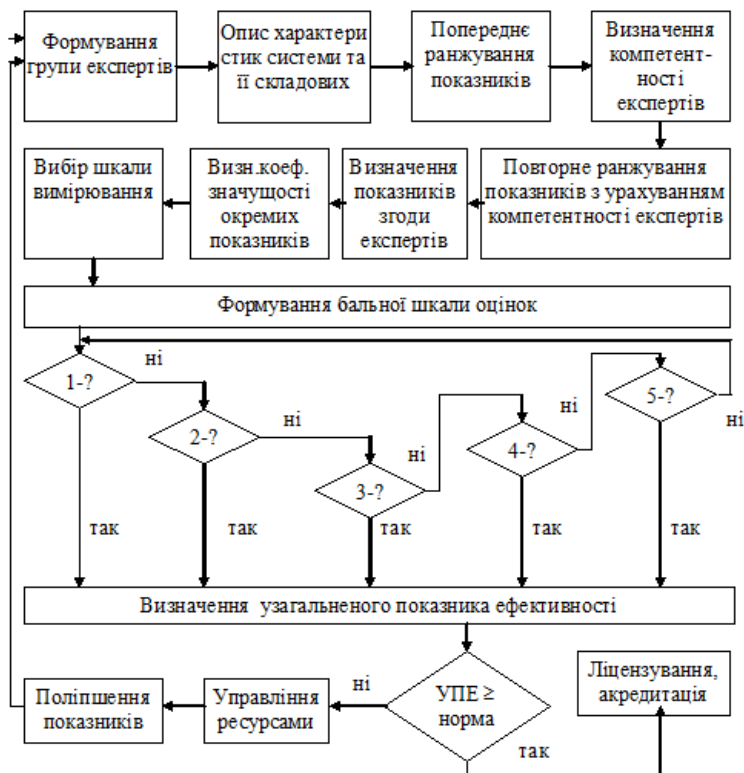 Формування
групи експертів
Опис характери
стик системи та
її складових
Попереднє
ранжування
показників
Визначення
компетент-
ності
експертів
Вибір шкали
вимірювання
Визн.коеф.
значущості
окремих
показників
Визначення
показників
згоди
експертів
Повторне ранжування
показників з урахуванням
компетентності експертів
Формування бальної шкали оцінок
1-?
ні
2-?
ні
3-?
ні
4-?
ні
5-?
ні
так
так
так
так
так
Визначення узагальненого показника ефективності
Поліпшення
показників
Управління
ресурсами
ні
УПЕ ≥
норма
так
Ліцензування,
акредитація